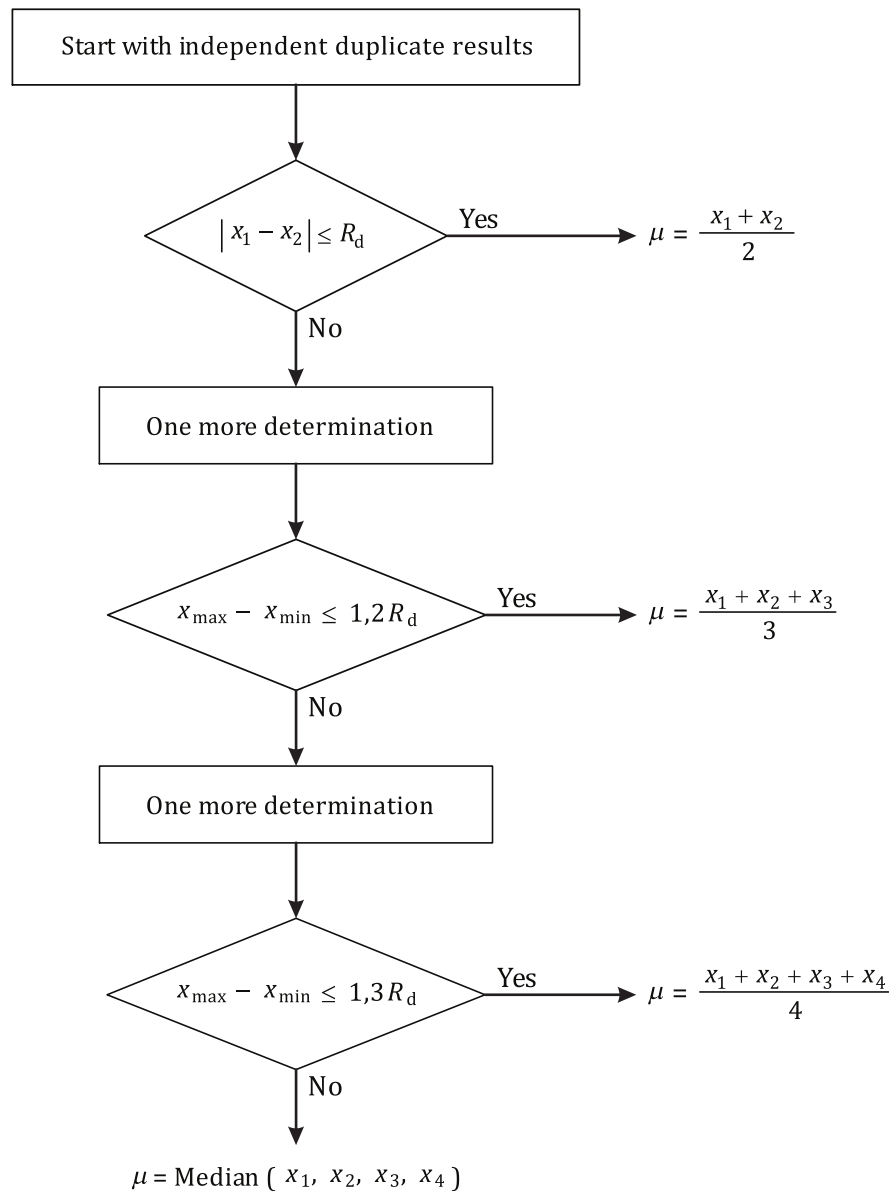 Start with independent duplicate results
| x₁ − x₂ | ≤ R_d
Yes
μ = (x₁ + x₂) / 2
No
One more determination
x_max − x_min ≤ 1,2 R_d
Yes
μ = (x₁ + x₂ + x₃) / 3
No
One more determination
x_max − x_min ≤ 1,3 R_d
Yes
μ = (x₁ + x₂ + x₃ + x₄) / 4
No
μ = Median ( x₁, x₂, x₃, x₄ )